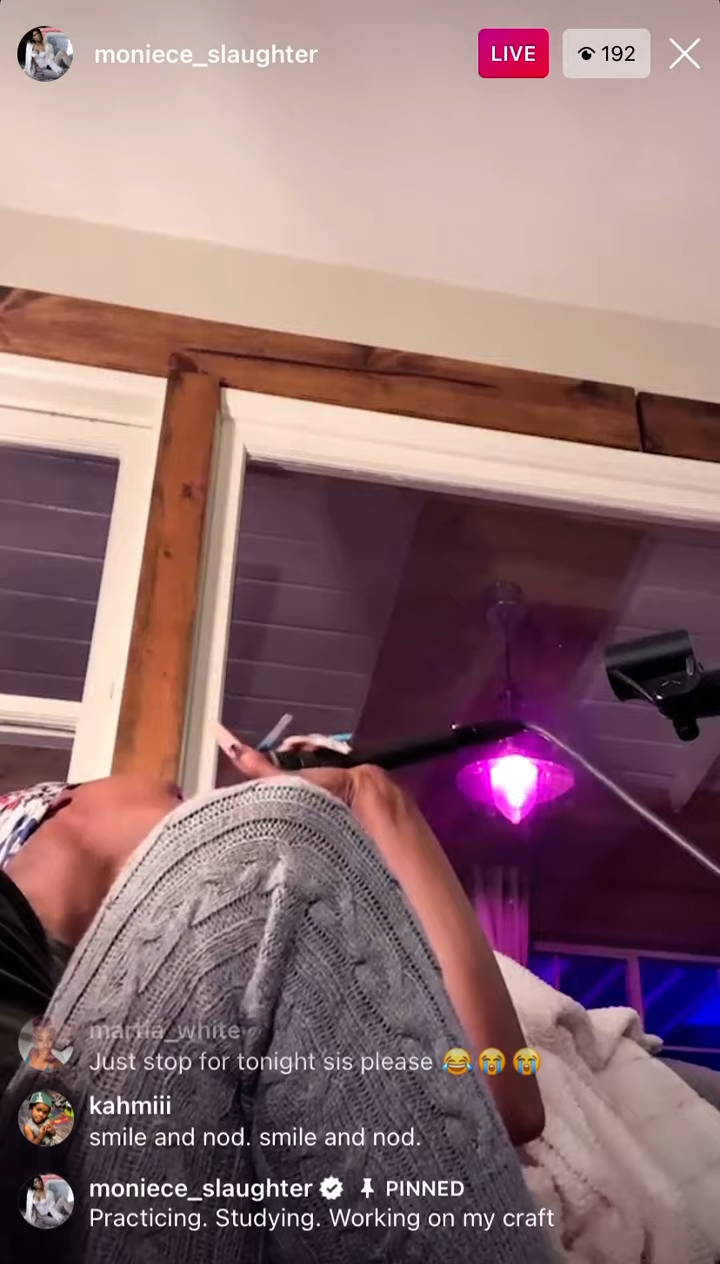 moniece_slaughter
LIVE
192
martia_white
Just stop for tonight sis please 😂😭😭
kahmiii
smile and nod. smile and nod.
moniece_slaughter PINNED
Practicing. Studying. Working on my craft